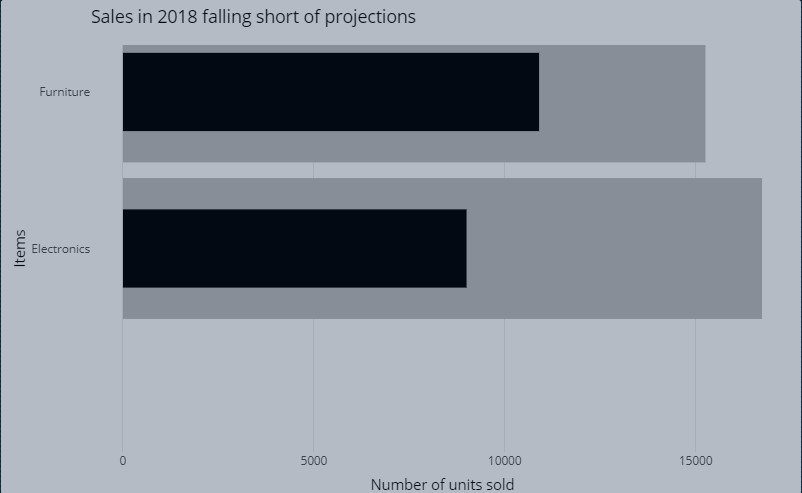 Sales in 2018 falling short of projections
Furniture
Electronics
Items
0 5000 10000 15000
Number of units sold